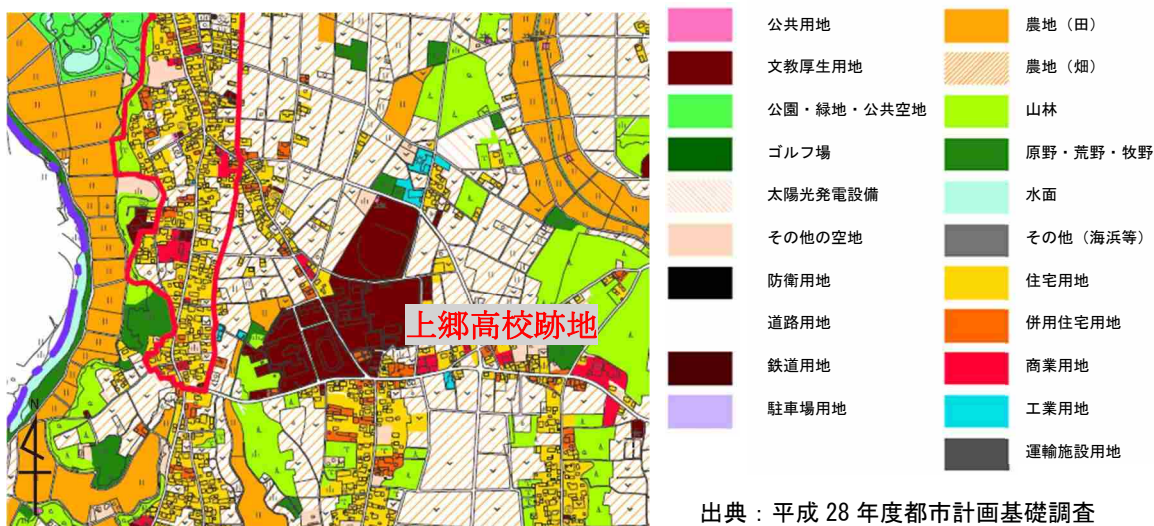 上郷高校跡地
N
公共用地
文教厚生用地
公園・緑地・公共空地
ゴルフ場
太陽光発電設備
その他の空地
防衛用地
道路用地
鉄道用地
駐車場用地
農地（田）
農地（畑）
山林
原野・荒野・牧野
水面
その他（海浜等）
住宅用地
併用住宅用地
商業用地
工業用地
運輸施設用地
出典：平成 28 年度都市計画基礎調査